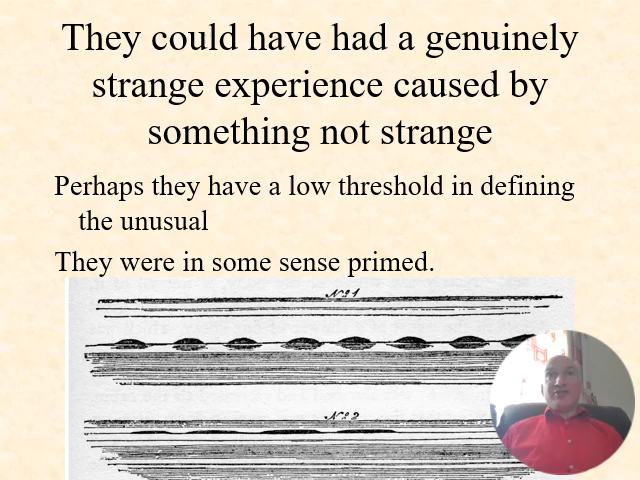 They could have had a genuinely
strange experience caused by
something not strange
Perhaps they have a low threshold in defining
the unusual
They were in some sense primed.
No. 1
No. 2